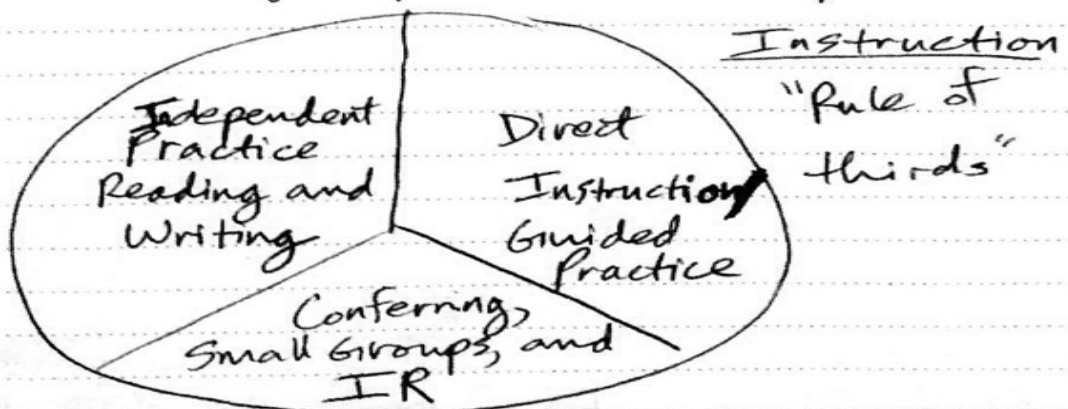 Instruction
"Rule of
thirds"
Independent
Practice
Reading and
Writing
Direct
Instruction/
Guided
Practice
Conferring,
Small Groups, and
IR